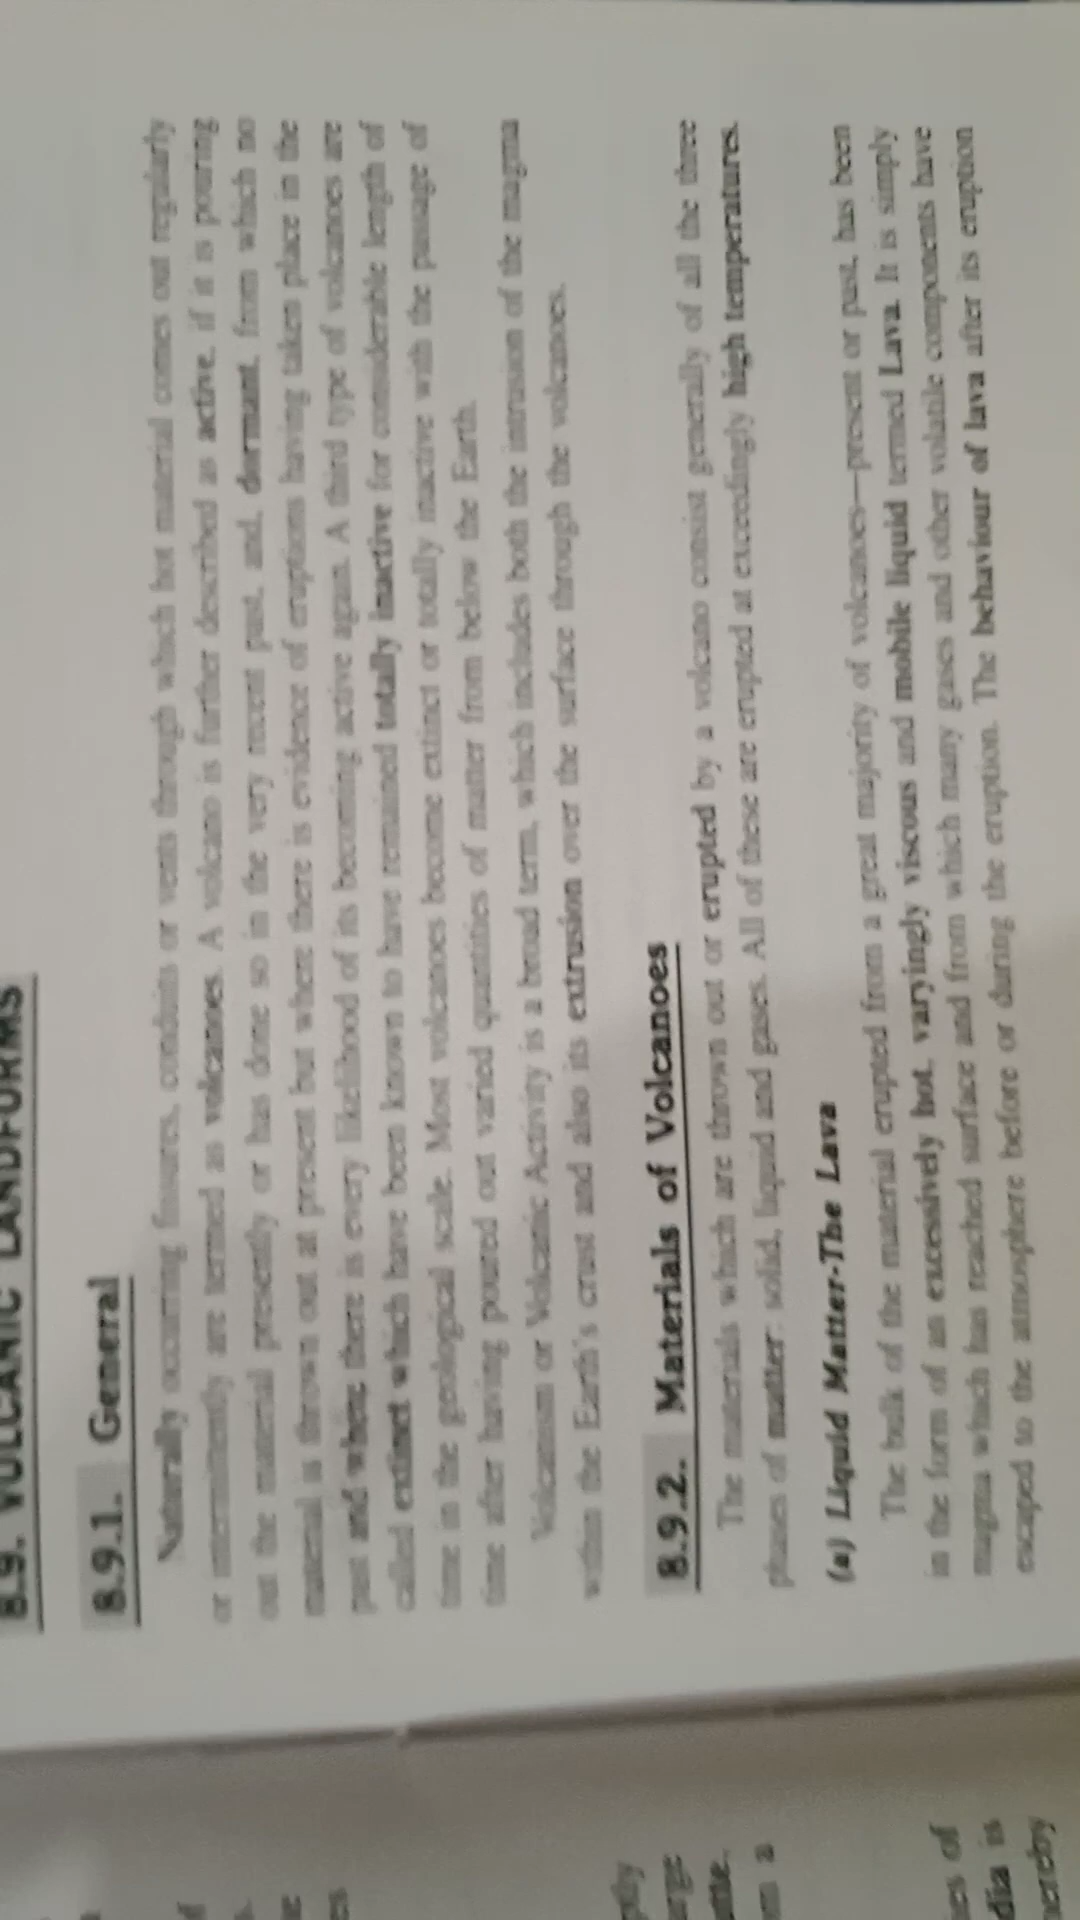 8.9. VOLCANIC LANDFORMS
8.9.1. General
Naturally occurring fissures, conduits or vents through which hot material comes out regularly
or intermittently are termed as volcanoes. A volcano is further described as active, if it is pouring
out the material presently or has done so in the very recent past, and, dormant, from which no
material is thrown out at present but where there is evidence of eruptions having taken place in the
past and where there is every likelihood of its becoming active again. A third type of volcanoes are
called extinct which have been known to have remained totally inactive for considerable length of
time in the geological scale. Most volcanoes become extinct or totally inactive with the passage of
time after having poured out varied quantities of matter from below the Earth.
Volcanism or Volcanic Activity is a broad term, which includes both the intrusion of the magma
within the Earth's crust and also its extrusion over the surface through the volcanoes.
8.9.2. Materials of Volcanoes
The materials which are thrown out or erupted by a volcano consist generally of all the three
phases of matter: solid, liquid and gases. All of these are erupted at exceedingly high temperatures.
(a) Liquid Matter-The Lava
The bulk of the material erupted from a great majority of volcanoes—present or past, has been
in the form of an excessively hot, varyingly viscous and mobile liquid termed Lava. It is simply
magma which has reached surface and from which many gases and other volatile components have
escaped to the atmosphere before or during the eruption. The behaviour of lava after its eruption